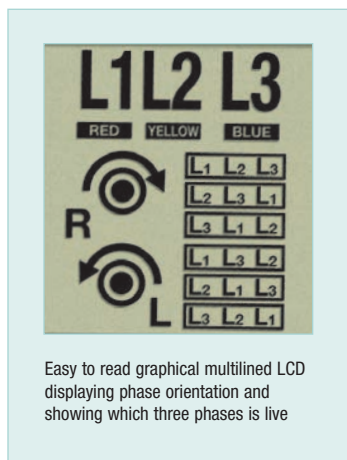 L1 L2 L3
RED YELLOW BLUE
L1 L2 L3
L2 L3 L1
R
L3 L1 L2
L1 L3 L2
L2 L1 L3
L
L3 L2 L1
Easy to read graphical multilined LCD
displaying phase orientation and
showing which three phases is live